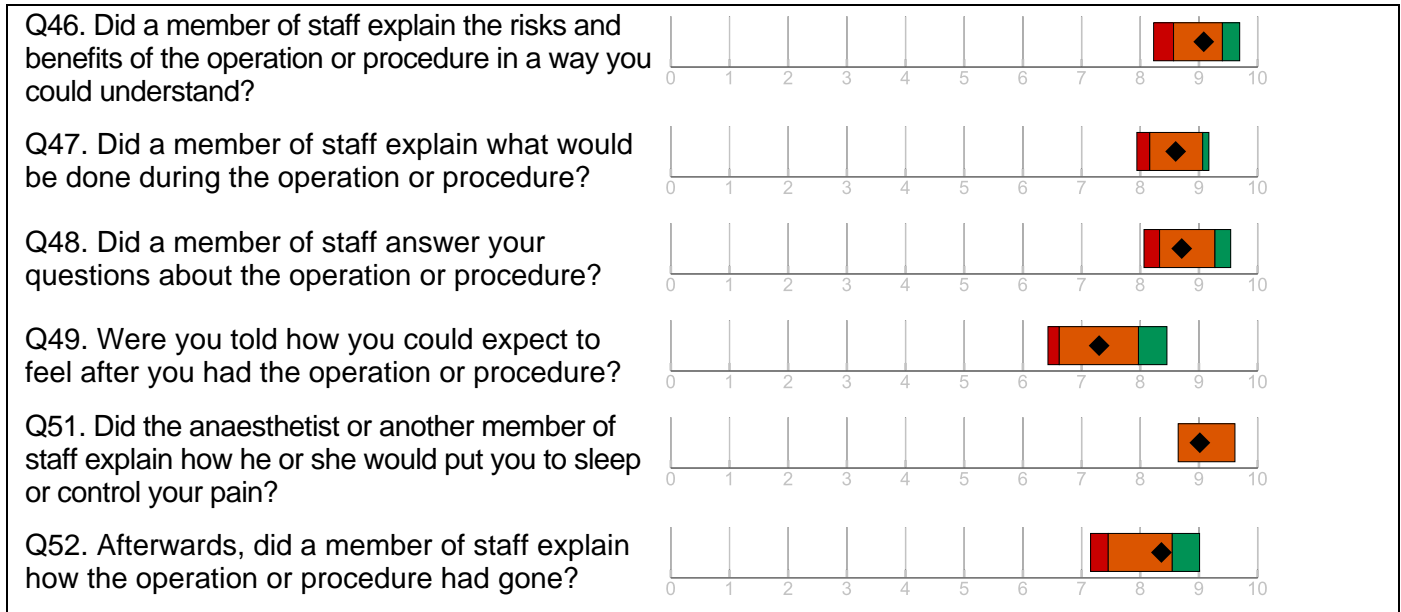 Q46. Did a member of staff explain the risks and
benefits of the operation or procedure in a way you
could understand?
0 1 2 3 4 5 6 7 8 9 10
Q47. Did a member of staff explain what would
be done during the operation or procedure?
0 1 2 3 4 5 6 7 8 9 10
Q48. Did a member of staff answer your
questions about the operation or procedure?
0 1 2 3 4 5 6 7 8 9 10
Q49. Were you told how you could expect to
feel after you had the operation or procedure?
0 1 2 3 4 5 6 7 8 9 10
Q51. Did the anaesthetist or another member of
staff explain how he or she would put you to sleep
or control your pain?
0 1 2 3 4 5 6 7 8 9 10
Q52. Afterwards, did a member of staff explain
how the operation or procedure had gone?
0 1 2 3 4 5 6 7 8 9 10